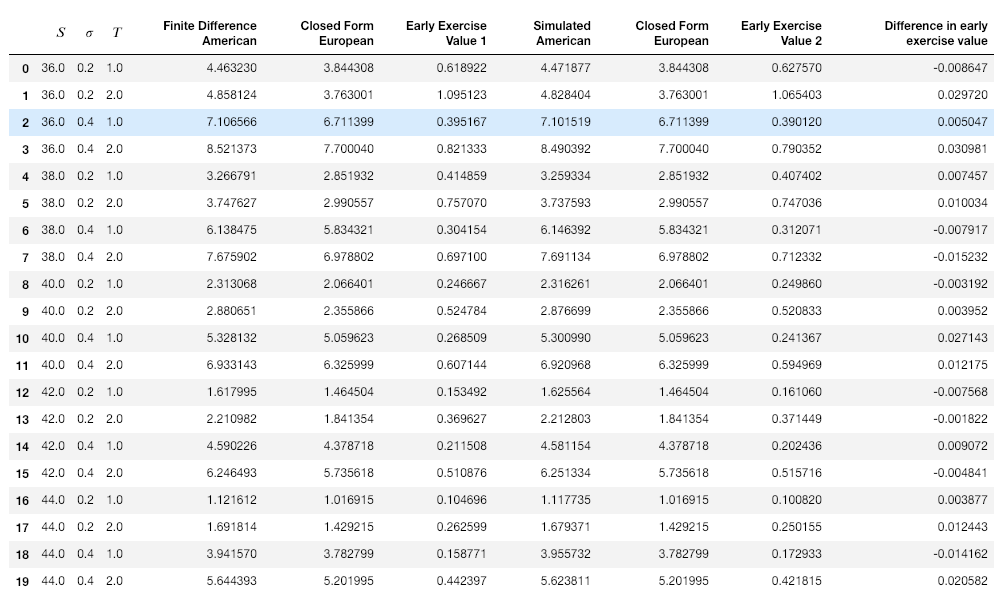 S σ T Finite Difference American Closed Form European Early Exercise Value 1 Simulated American Closed Form European Early Exercise Value 2 Difference in early exercise value
0 36.0 0.2 1.0 4.463230 3.844308 0.618922 4.471877 3.844308 0.627570 -0.008647
1 36.0 0.2 2.0 4.858124 3.763001 1.095123 4.828404 3.763001 1.065403 0.029720
2 36.0 0.4 1.0 7.106566 6.711399 0.395167 7.101519 6.711399 0.390120 0.005047
3 36.0 0.4 2.0 8.521373 7.700040 0.821333 8.490392 7.700040 0.790352 0.030981
4 38.0 0.2 1.0 3.266791 2.851932 0.414859 3.259334 2.851932 0.407402 0.007457
5 38.0 0.2 2.0 3.747627 2.990557 0.757070 3.737593 2.990557 0.747036 0.010034
6 38.0 0.4 1.0 6.138475 5.834321 0.304154 6.146392 5.834321 0.312071 -0.007917
7 38.0 0.4 2.0 7.675902 6.978802 0.697100 7.691134 6.978802 0.712332 -0.015232
8 40.0 0.2 1.0 2.313068 2.066401 0.246667 2.316261 2.066401 0.249860 -0.003192
9 40.0 0.2 2.0 2.880651 2.355866 0.524784 2.876699 2.355866 0.520833 0.003952
10 40.0 0.4 1.0 5.328132 5.059623 0.268509 5.300990 5.059623 0.241367 0.027143
11 40.0 0.4 2.0 6.933143 6.325999 0.607144 6.920968 6.325999 0.594969 0.012175
12 42.0 0.2 1.0 1.617995 1.464504 0.153492 1.625564 1.464504 0.161060 -0.007568
13 42.0 0.2 2.0 2.210982 1.841354 0.369627 2.212803 1.841354 0.371449 -0.001822
14 42.0 0.4 1.0 4.590226 4.378718 0.211508 4.581154 4.378718 0.202436 0.009072
15 42.0 0.4 2.0 6.246493 5.735618 0.510876 6.251334 5.735618 0.515716 -0.004841
16 44.0 0.2 1.0 1.121612 1.016915 0.104696 1.117735 1.016915 0.100820 0.003877
17 44.0 0.2 2.0 1.691814 1.429215 0.262599 1.679371 1.429215 0.250155 0.012443
18 44.0 0.4 1.0 3.941570 3.782799 0.158771 3.955732 3.782799 0.172933 -0.014162
19 44.0 0.4 2.0 5.644393 5.201995 0.442397 5.623811 5.201995 0.421815 0.020582